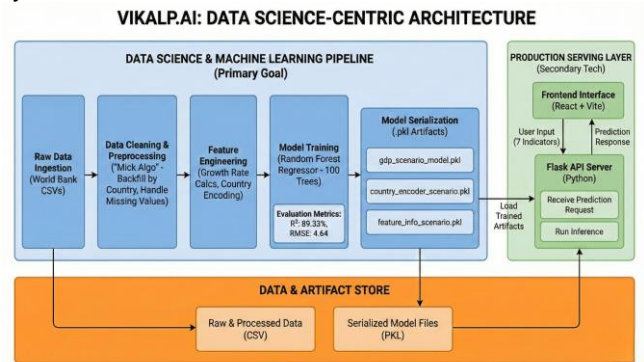 VIKALP.AI: DATA SCIENCE-CENTRIC ARCHITECTURE
DATA SCIENCE & MACHINE LEARNING PIPELINE
(Primary Goal)
Raw Data
Ingestion
(World Bank
CSVs)
Data Cleaning &
Preprocessing
("Mick Algo" -
Backfill by
Country, Handle
Missing Values)
Feature
Engineering
(Growth Rate
Calcs, Country
Encoding)
Model Training
(Random Forest
Regressor - 100
Trees)
Evaluation Metrics:
R²: 89.33%,
RMSE: 4.64
Model Serialization
(.pkl Artifacts)
gdp_scenario_model.pkl
country_encoder_scenario.pkl
feature_info_scenario.pkl
Load
Trained
Artifacts
PRODUCTION SERVING LAYER
(Secondary Tech)
Frontend Interface
(React + Vite)
User Input
(7 Indicators)
Prediction
Response
Flask API Server
(Python)
Receive Prediction
Request
Run Inference
DATA & ARTIFACT STORE
Raw & Processed Data
(CSV)
Serialized Model Files
(PKL)